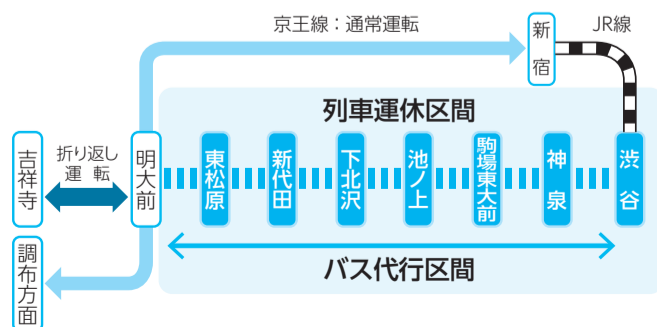 京王線：通常運転
新宿
JR線
列車運休区間
吉祥寺
折り返し
運転
明大前
東松原
新代田
下北沢
池ノ上
駒場東大前
神泉
渋谷
バス代行区間
調布方面